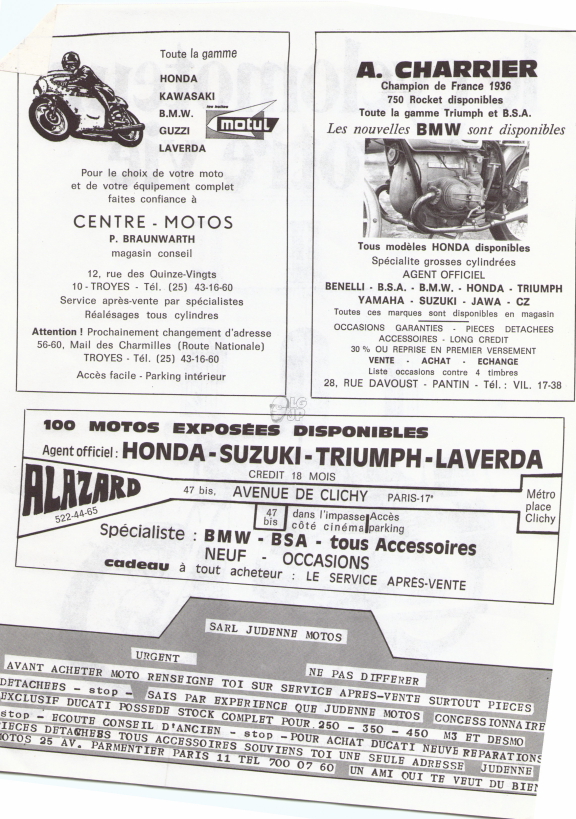 Toute la gamme
HONDA
KAWASAKI
B.M.W.
GUZZI
LAVERDA
les huiles
motul
Pour le choix de votre moto
et de votre équipement complet
faites confiance à
CENTRE - MOTOS
P. BRAUNWARTH
magasin conseil
12, rue des Quinze-Vingts
10 - TROYES - Tél. (25) 43-16-60
Service après-vente par spécialistes
Réalésages tous cylindres
Attention ! Prochainement changement d'adresse
56-60, Mail des Charmilles (Route Nationale)
TROYES - Tél. (25) 43-16-60
Accès facile - Parking intérieur
A. CHARRIER
Champion de France 1936
750 Rocket disponibles
Toute la gamme Triumph et B.S.A.
Les nouvelles BMW sont disponibles
Tous modèles HONDA disponibles
Spécialite grosses cylindrées
AGENT OFFICIEL
BENELLI - B.S.A. - B.M.W. - HONDA - TRIUMPH
YAMAHA - SUZUKI - JAWA - CZ
Toutes ces marques sont disponibles en magasin
OCCASIONS GARANTIES - PIECES DETACHEES
ACCESSOIRES - LONG CREDIT
30 % OU REPRISE EN PREMIER VERSEMENT
VENTE - ACHAT - ECHANGE
Liste occasions contre 4 timbres
28, RUE DAVOUST - PANTIN - Tél. : VIL. 17-38
100 MOTOS EXPOSÉES DISPONIBLES
Agent officiel : HONDA - SUZUKI - TRIUMPH - LAVERDA
CREDIT 18 MOIS
ALAZARD
522-44-65
47 bis, AVENUE DE CLICHY PARIS-17e
Métro
place
Clichy
47 bis
dans l'impasse
côté cinéma
Accès
parking
Spécialiste : BMW - BSA - tous Accessoires
NEUF - OCCASIONS
cadeau à tout acheteur : LE SERVICE APRÈS-VENTE
SARL JUDENNE MOTOS
URGENT NE PAS DIFFERER
AVANT ACHETER MOTO RENSEIGNE TOI SUR SERVICE APRES-VENTE SURTOUT PIECES
DETACHEES - stop - SAIS PAR EXPERIENCE QUE JUDENNE MOTOS CONCESSIONNAIRE
EXCLUSIF DUCATI POSSEDE STOCK COMPLET POUR 250 - 350 - 450 M3 ET DESMO
stop - ECOUTE CONSEIL D'ANCIEN - stop - POUR ACHAT DUCATI NEUVE REPARATIONS
IECES DETACHEES TOUS ACCESSOIRES SOUVIENS TOI UNE SEULE ADRESSE JUDENNE
OTOS 25 AV. PARMENTIER PARIS 11 TEL 700 07 60 UN AMI QUI TE VEUT DU BIEN